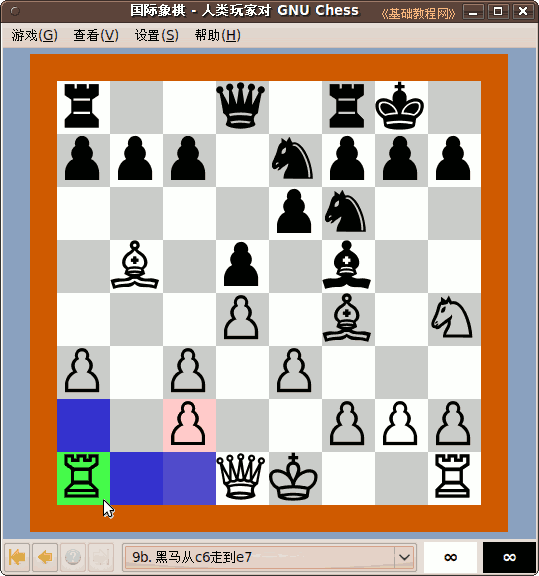 国际象棋 - 人类玩家对 GNU Chess
《基础教程网》
游戏(G) 查看(V) 设置(S) 帮助(H)
9b. 黑马从c6走到e7
∞ ∞